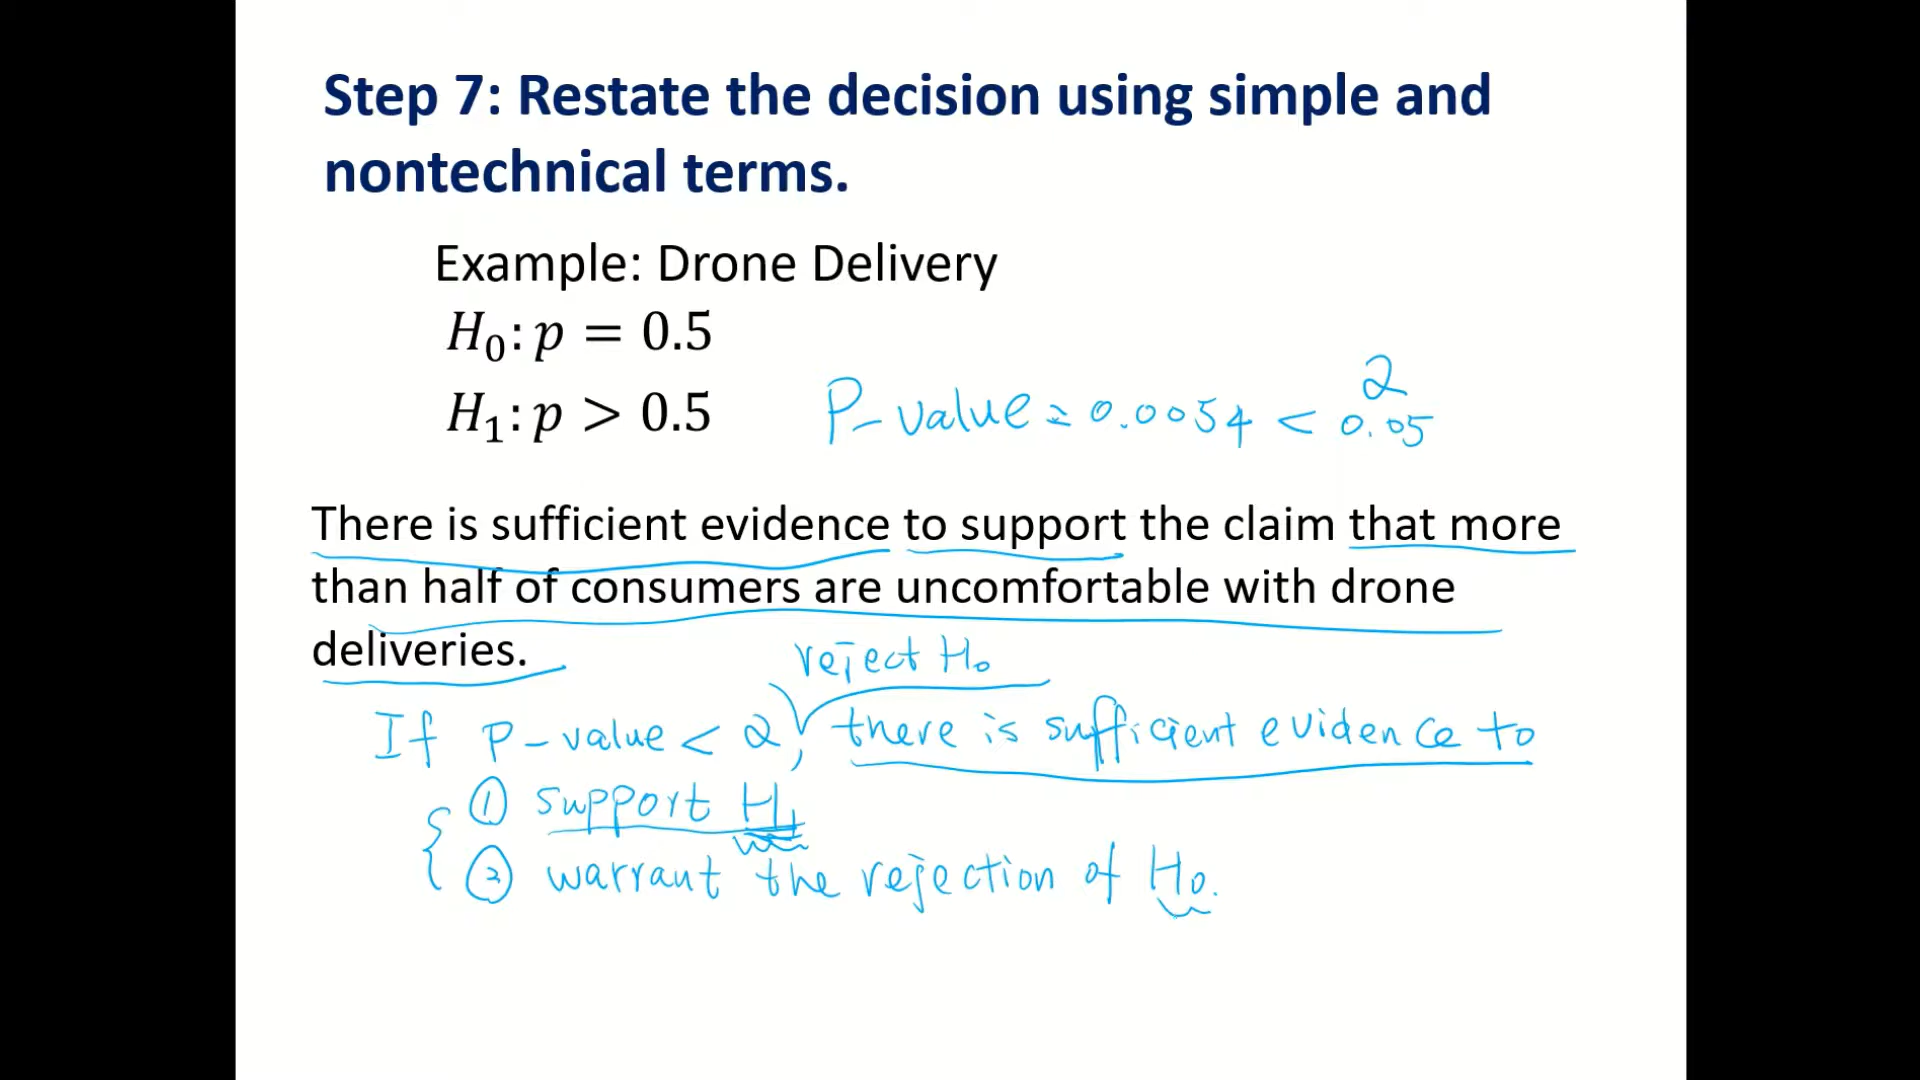 Step 7: Restate the decision using simple and
nontechnical terms.
Example: Drone Delivery
H₀: p = 0.5
H₁: p > 0.5
α
P-value = 0.0054 < 0.05
There is sufficient evidence to support the claim that more
than half of consumers are uncomfortable with drone
deliveries.
reject H₀
If P-value < α, there is sufficient evidence to
① support H₁
② warrant the rejection of H₀.